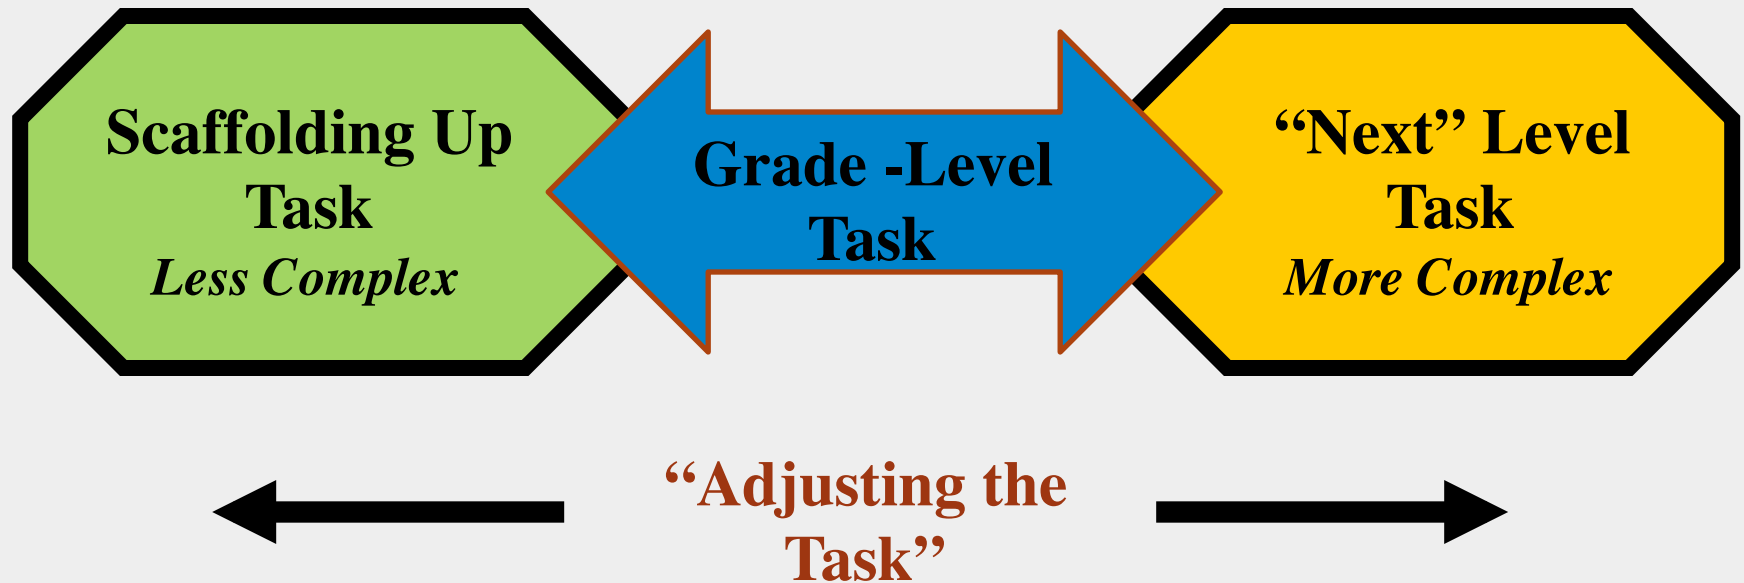 Scaffolding Up
Task
Less Complex
Grade -Level
Task
“Next” Level
Task
More Complex
“Adjusting the
Task”